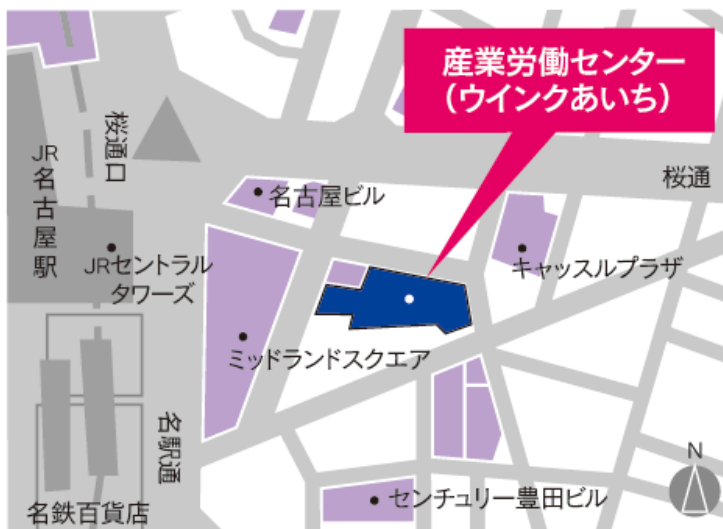 産業労働センター
（ウインクあいち）
桜通口
JR名古屋駅
桜通
名古屋ビル
JRセントラル
タワーズ
キャッスルプラザ
ミッドランドスクエア
名駅通
N
名鉄百貨店
センチュリー豊田ビル